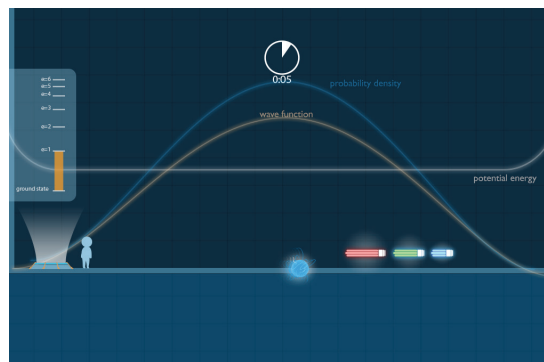 0:05
probability density
wave function
potential energy
n=6
n=5
n=4
n=3
n=2
n=1
ground state